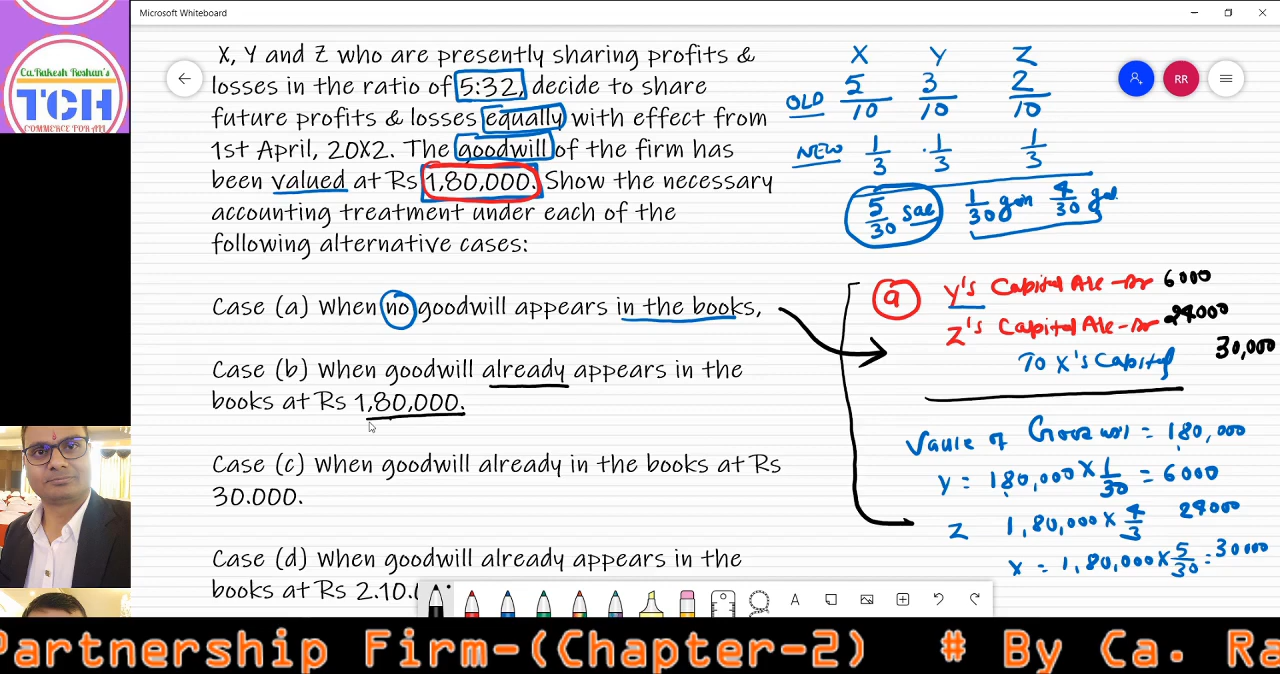 Microsoft Whiteboard
Ca.Rakesh Roshan's
TCH
COMMERCE FOR ALL
X, Y and Z who are presently sharing profits &
losses in the ratio of 5:32, decide to share
future profits & losses equally with effect from
1st April, 20X2. The goodwill of the firm has
been valued at Rs 1,80,000. Show the necessary
accounting treatment under each of the
following alternative cases:
Case (a) When no goodwill appears in the books,
Case (b) When goodwill already appears in the
books at Rs 1,80,000.
Case (c) When goodwill already in the books at Rs
30.000.
Case (d) When goodwill already appears in the
books at Rs 2.10.0
RR
X Y Z
OLD 5/10 3/10 2/10
NEW 1/3 1/3 1/3
5/30 sac 1/30 gain 4/30
a Y's Capital A/c - Dr 6000
Z's Capital A/c - Dr 24000
To X's Capital 30,000
Value of Goodwill = 180,000
Y = 180,000 X 1/30 = 6000
Z 1,80,000 X 4/3 24000
X = 1,80,000 X 5/30 = 30000
A
Partnership Firm-(Chapter-2) # By Ca. Ra